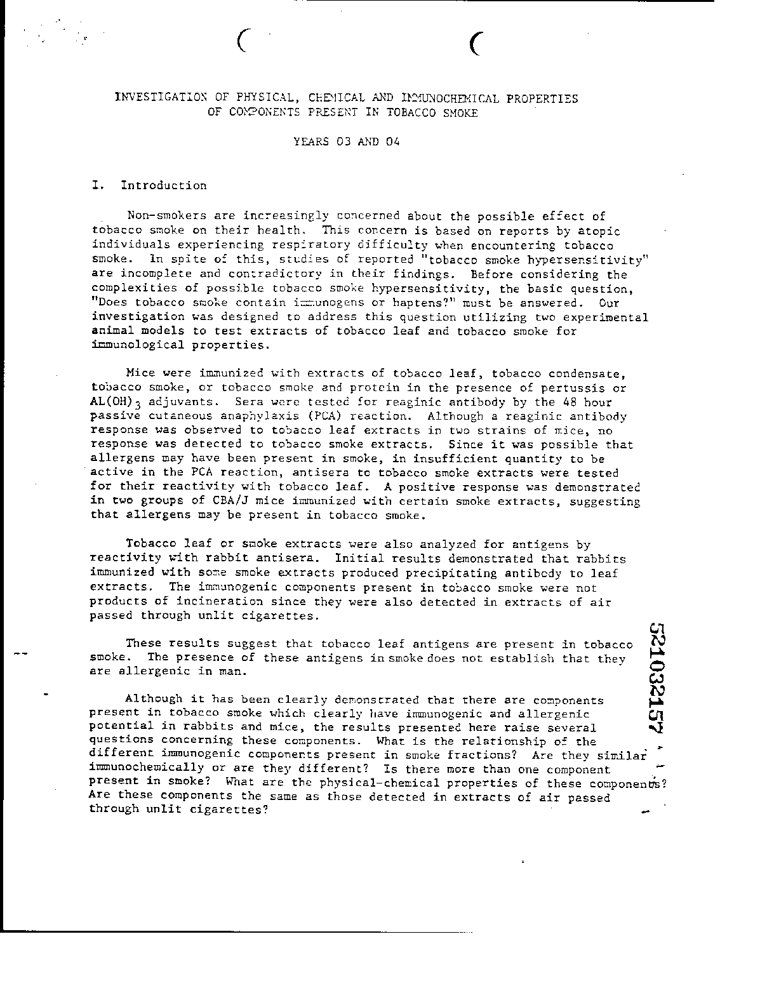 INVESTIGATION OF PHYSICAL, CHEMICAL AND IMMUNOCHEMICAL PROPERTIES
OF COMPONENTS PRESENT IN TOBACCO SMOKE
YEARS 03 AND 04
I. Introduction
Non-smokers are increasingly concerned about the possible effect of
tobacco smoke on their health. This concern is based on reports by atopic
individuals experiencing respiratory difficulty when encountering tobacco
smoke. In spite of this, studies of reported "tobacco smoke hypersensitivity"
are incomplete and contradictory in their findings. Before considering the
complexities of possible tobacco smoke hypersensitivity, the basic question,
"Does tobacco smoke contain immunogens or haptens?" must be answered. Our
investigation was designed to address this question utilizing two experimental
animal models to test extracts of tobacco leaf and tobacco smoke for
immunological properties.
Mice were immunized with extracts of tobacco leaf, tobacco condensate,
tobacco smoke, or tobacco smoke and protein in the presence of pertussis or
AL(OH)3 adjuvants. Sera were tested for reaginic antibody by the 48 hour
passive cutaneous anaphylaxis (PCA) reaction. Although a reaginic antibody
response was observed to tobacco leaf extracts in two strains of mice, no
response was detected to tobacco smoke extracts. Since it was possible that
allergens may have been present in smoke, in insufficient quantity to be
active in the PCA reaction, antisera to tobacco smoke extracts were tested
for their reactivity with tobacco leaf. A positive response was demonstrated
in two groups of CBA/J mice immunized with certain smoke extracts, suggesting
that allergens may be present in tobacco smoke.
Tobacco leaf or smoke extracts were also analyzed for antigens by
reactivity with rabbit antisera. Initial results demonstrated that rabbits
immunized with some smoke extracts produced precipitating antibody to leaf
extracts. The immunogenic components present in tobacco smoke were not
products of incineration since they were also detected in extracts of air
passed through unlit cigarettes.
These results suggest that tobacco leaf antigens are present in tobacco
smoke. The presence of these antigens in smoke does not establish that they
are allergenic in man.
Although it has been clearly demonstrated that there are components
present in tobacco smoke which clearly have immunogenic and allergenic
potential in rabbits and mice, the results presented here raise several
questions concerning these components. What is the relationship of the
different immunogenic components present in smoke fractions? Are they similar
immunochemically or are they different? Is there more than one component
present in smoke? What are the physical-chemical properties of these components?
Are these components the same as those detected in extracts of air passed
through unlit cigarettes?
521032157